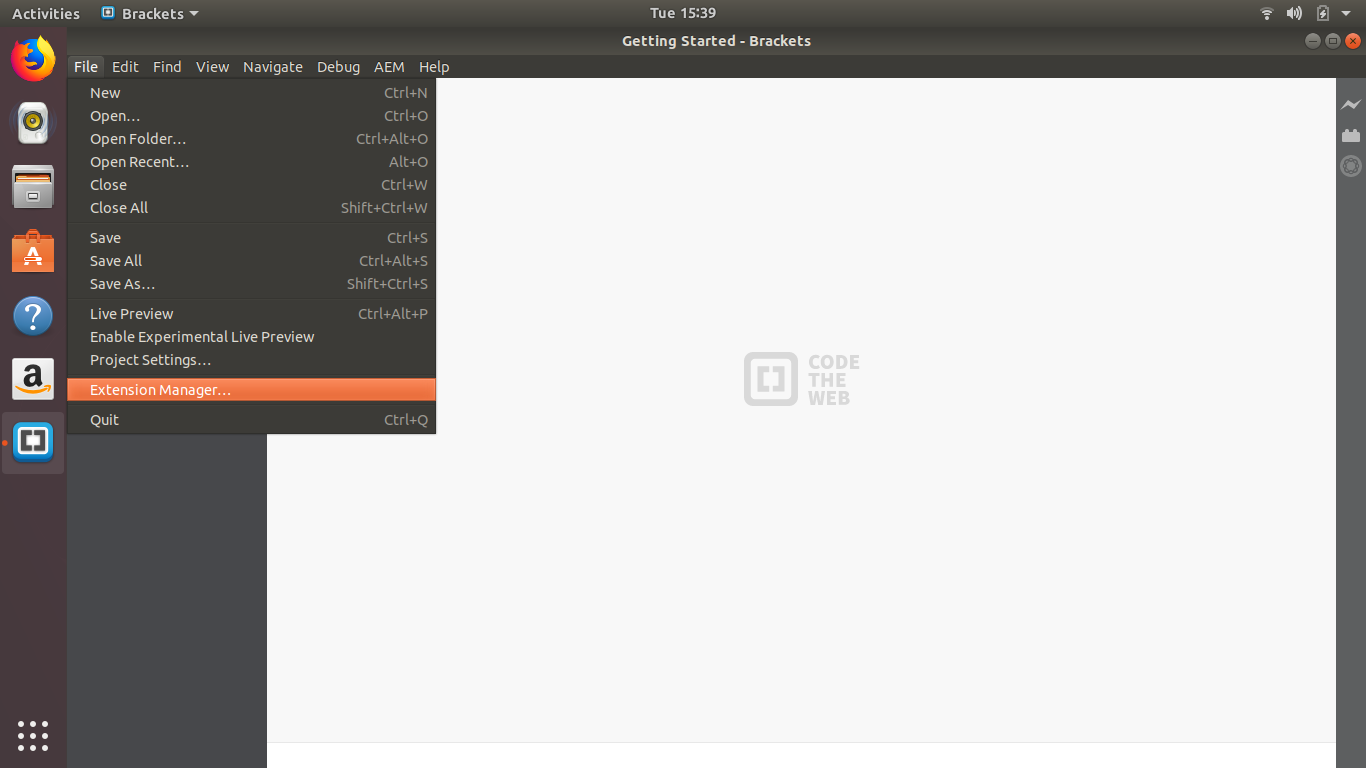 Activities Brackets Tue 15:39
Getting Started - Brackets
File Edit Find View Navigate Debug AEM Help
New Ctrl+N
Open… Ctrl+O
Open Folder… Ctrl+Alt+O
Open Recent… Alt+O
Close Ctrl+W
Close All Shift+Ctrl+W
Save Ctrl+S
Save All Ctrl+Alt+S
Save As… Shift+Ctrl+S
Live Preview Ctrl+Alt+P
Enable Experimental Live Preview
Project Settings…
Extension Manager…
Quit Ctrl+Q
CODE
THE
WEB